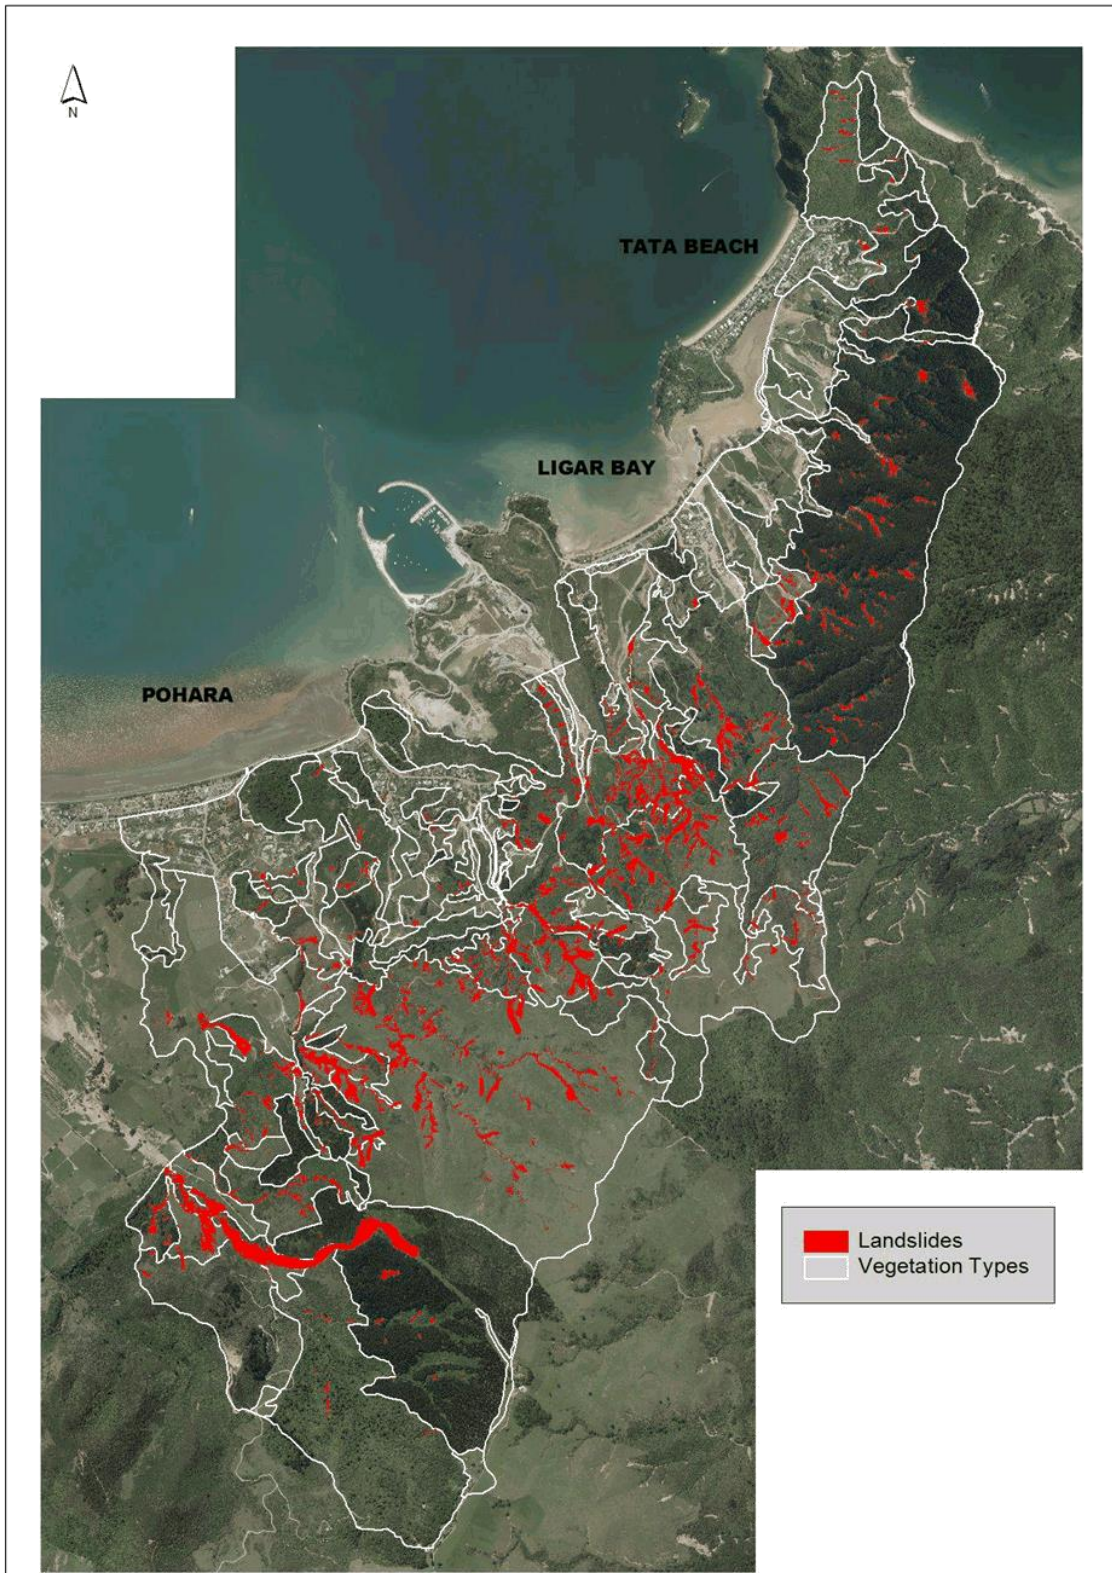 N
TATA BEACH
LIGAR BAY
POHARA
Landslides
Vegetation Types